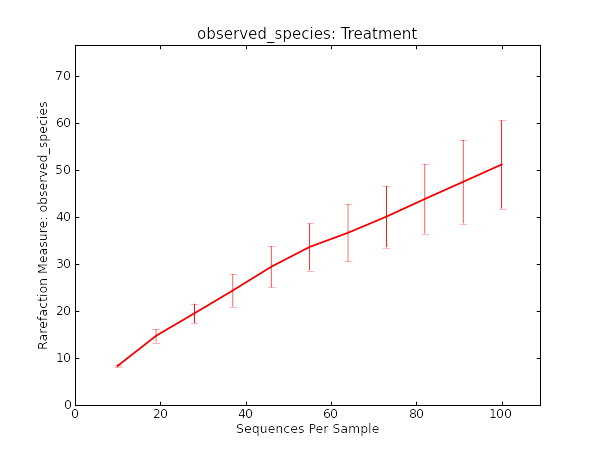 observed_species: Treatment
Rarefaction Measure: observed_species
70
60
50
40
30
20
10
0
0 20 40 60 80 100
Sequences Per Sample